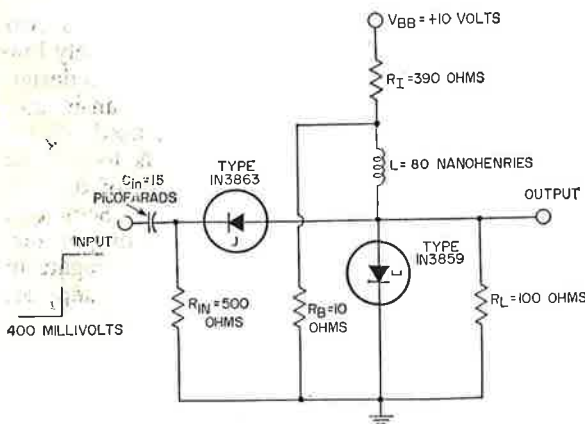 VBB = +10 VOLTS
RI = 390 OHMS
L = 80 NANOHENRIES
Cin = 15
PICOFARADS
TYPE
IN3863
OUTPUT
INPUT
TYPE
IN3859
RIN = 500
OHMS
RB = 10
OHMS
RL = 100 OHMS
400 MILLIVOLTS